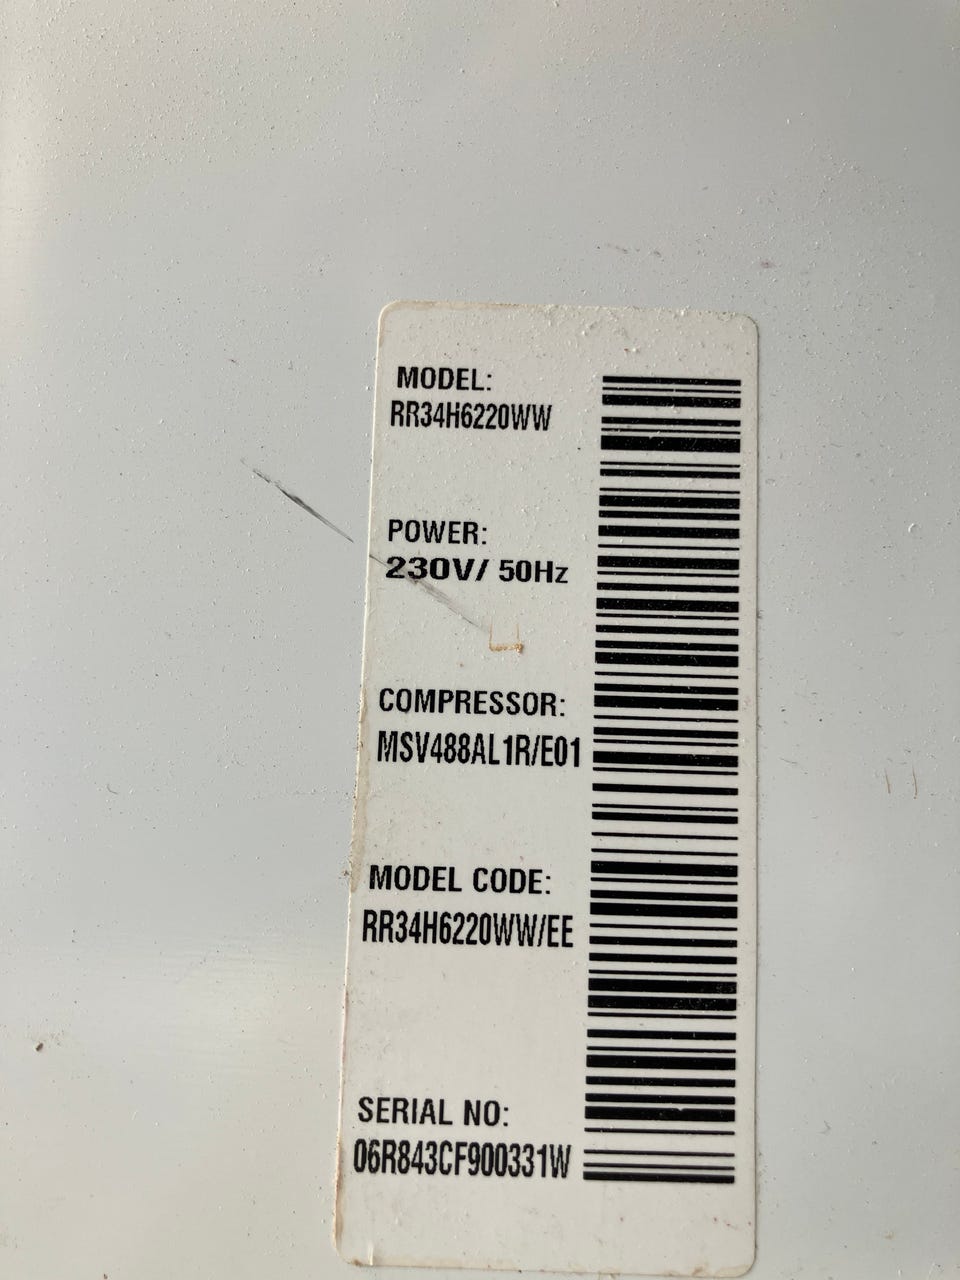 MODEL:
RR34H6220WW
POWER:
230V/ 50Hz
COMPRESSOR:
MSV488AL1R/E01
MODEL CODE:
RR34H6220WW/EE
SERIAL NO:
06R843CF900331W